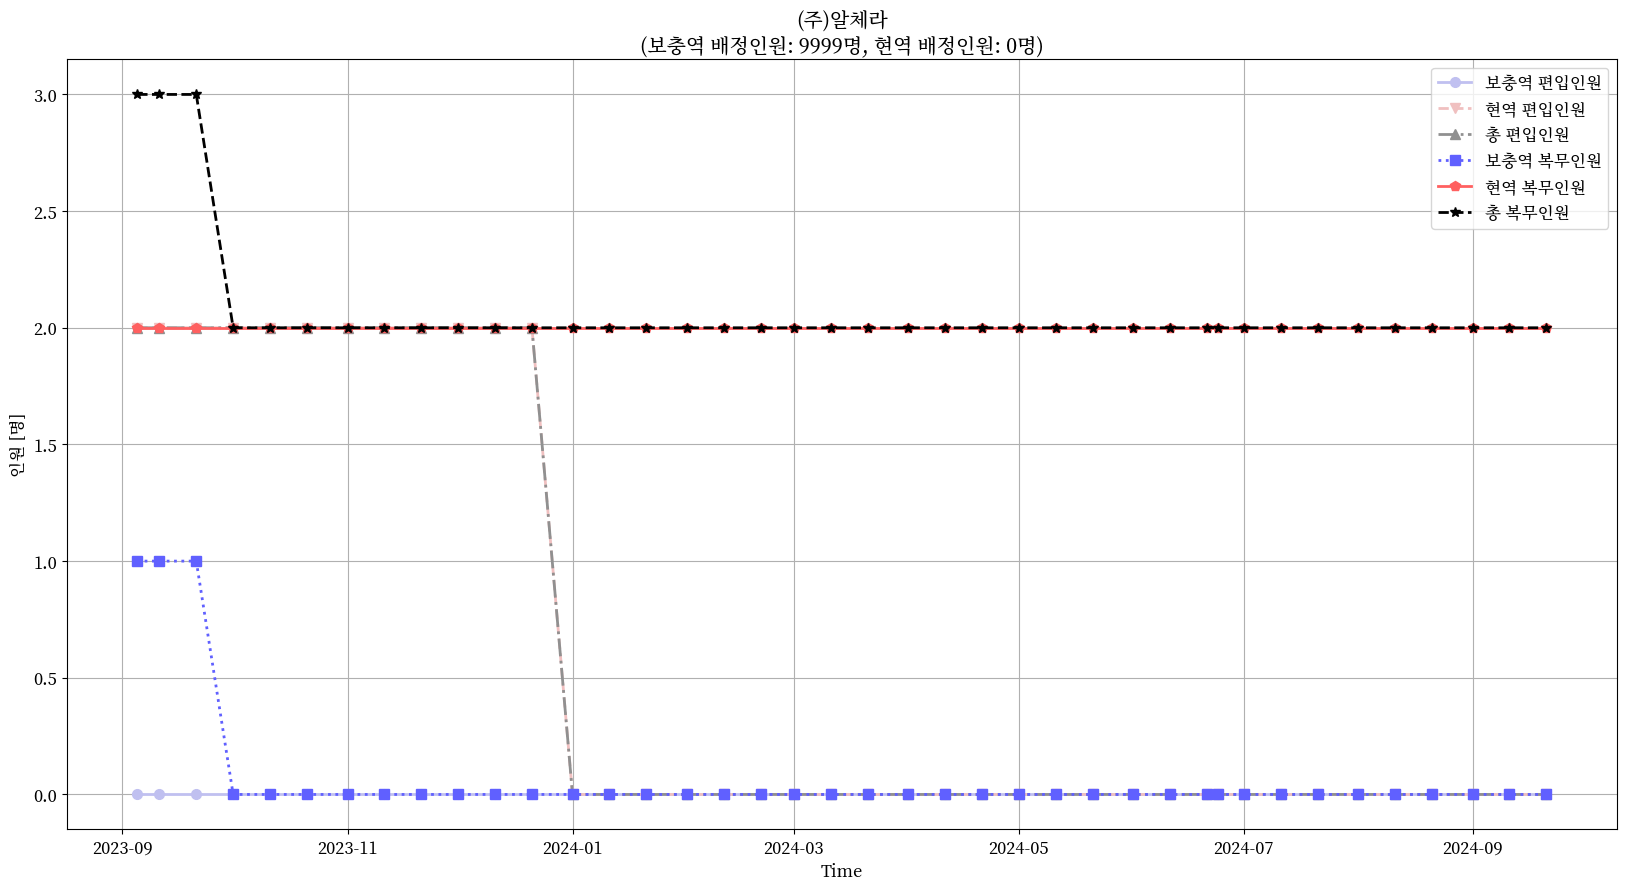 (주)알체라
(보충역 배정인원: 9999명, 현역 배정인원: 0명)
보충역 편입인원
현역 편입인원
총 편입인원
보충역 복무인원
현역 복무인원
총 복무인원
인원 [명]
3.0
2.5
2.0
1.5
1.0
0.5
0.0
2023-09 2023-11 2024-01 2024-03 2024-05 2024-07 2024-09
Time